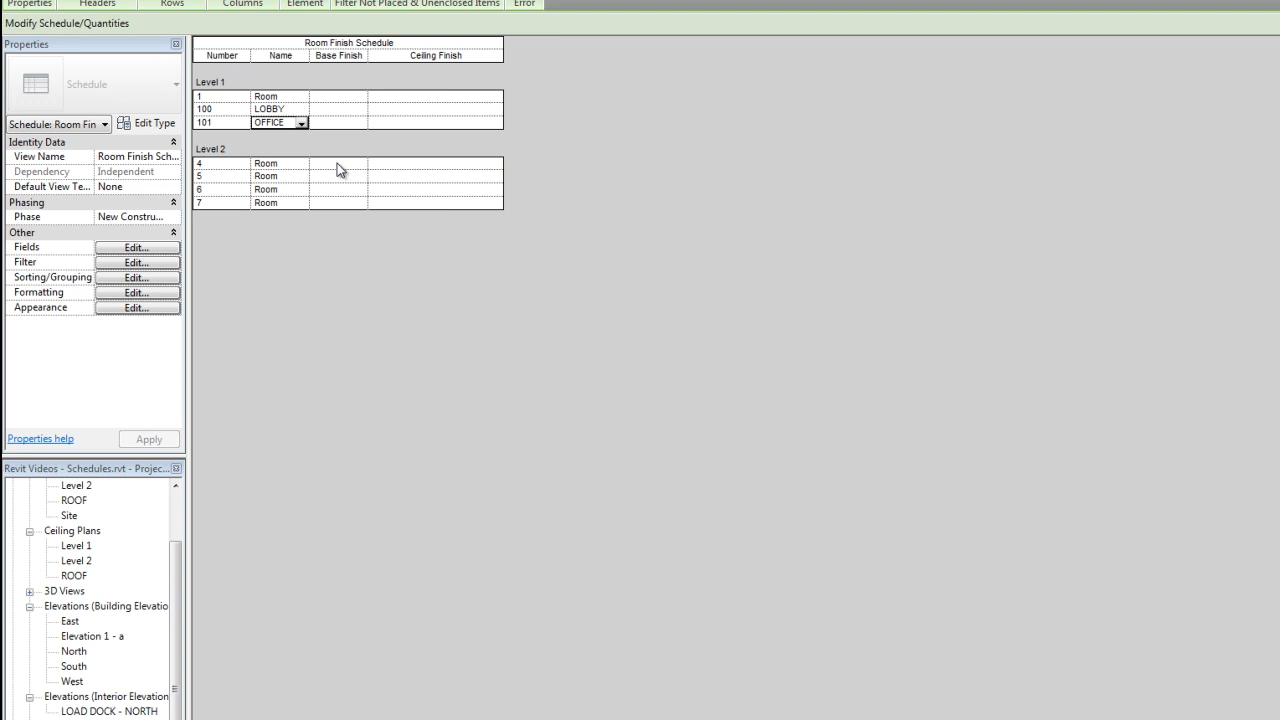 Properties Headers Rows Columns Element Filter Not Placed & Unenclosed Items Error
Modify Schedule/Quantities
Properties
Schedule
Schedule: Room Fin Edit Type
Identity Data
View Name Room Finish Sch...
Dependency Independent
Default View Te... None
Phasing
Phase New Constru...
Other
Fields Edit...
Filter Edit...
Sorting/Grouping Edit...
Formatting Edit...
Appearance Edit...
Properties help Apply
Revit Videos - Schedules.rvt - Projec...
Level 2
ROOF
Site
Ceiling Plans
Level 1
Level 2
ROOF
3D Views
Elevations (Building Elevatio
East
Elevation 1 - a
North
South
West
Elevations (Interior Elevation
LOAD DOCK - NORTH
Room Finish Schedule
Number Name Base Finish Ceiling Finish
Level 1
1 Room
100 LOBBY
101 OFFICE
Level 2
4 Room
5 Room
6 Room
7 Room